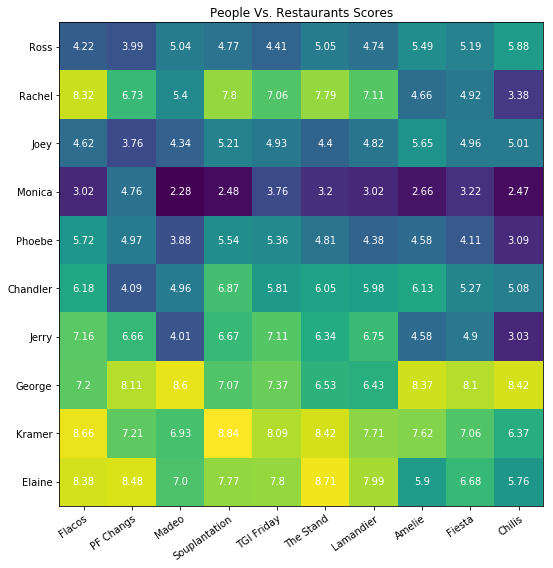 People Vs. Restaurants Scores
Ross 4.22 3.99 5.04 4.77 4.41 5.05 4.74 5.49 5.19 5.88
Rachel 8.32 6.73 5.4 7.8 7.06 7.79 7.11 4.66 4.92 3.38
Joey 4.62 3.76 4.34 5.21 4.93 4.4 4.82 5.65 4.96 5.01
Monica 3.02 4.76 2.28 2.48 3.76 3.2 3.02 2.66 3.22 2.47
Phoebe 5.72 4.97 3.88 5.54 5.36 4.81 4.38 4.58 4.11 3.09
Chandler 6.18 4.09 4.96 6.87 5.81 6.05 5.98 6.13 5.27 5.08
Jerry 7.16 6.66 4.01 6.67 7.11 6.34 6.75 4.58 4.9 3.03
George 7.2 8.11 8.6 7.07 7.37 6.53 6.43 8.37 8.1 8.42
Kramer 8.66 7.21 6.93 8.84 8.09 8.42 7.71 7.62 7.06 6.37
Elaine 8.38 8.48 7.0 7.77 7.8 8.71 7.99 5.9 6.68 5.76
Flacos PF Changs Madeo Souplantation TGI Friday The Stand Lamandier Amelie Fiesta Chilis